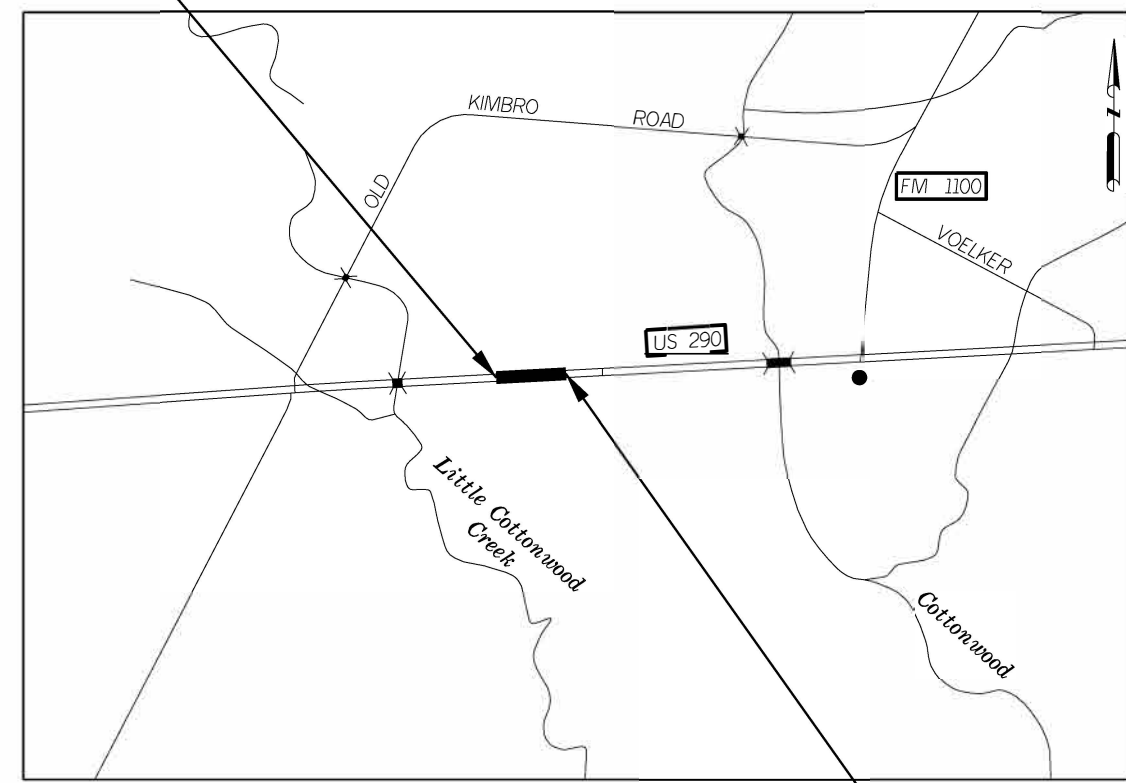 KIMBRO ROAD
OLD
N
FM 1100
VOELKER
US 290
Little Cottonwood
Creek
Cottonwood